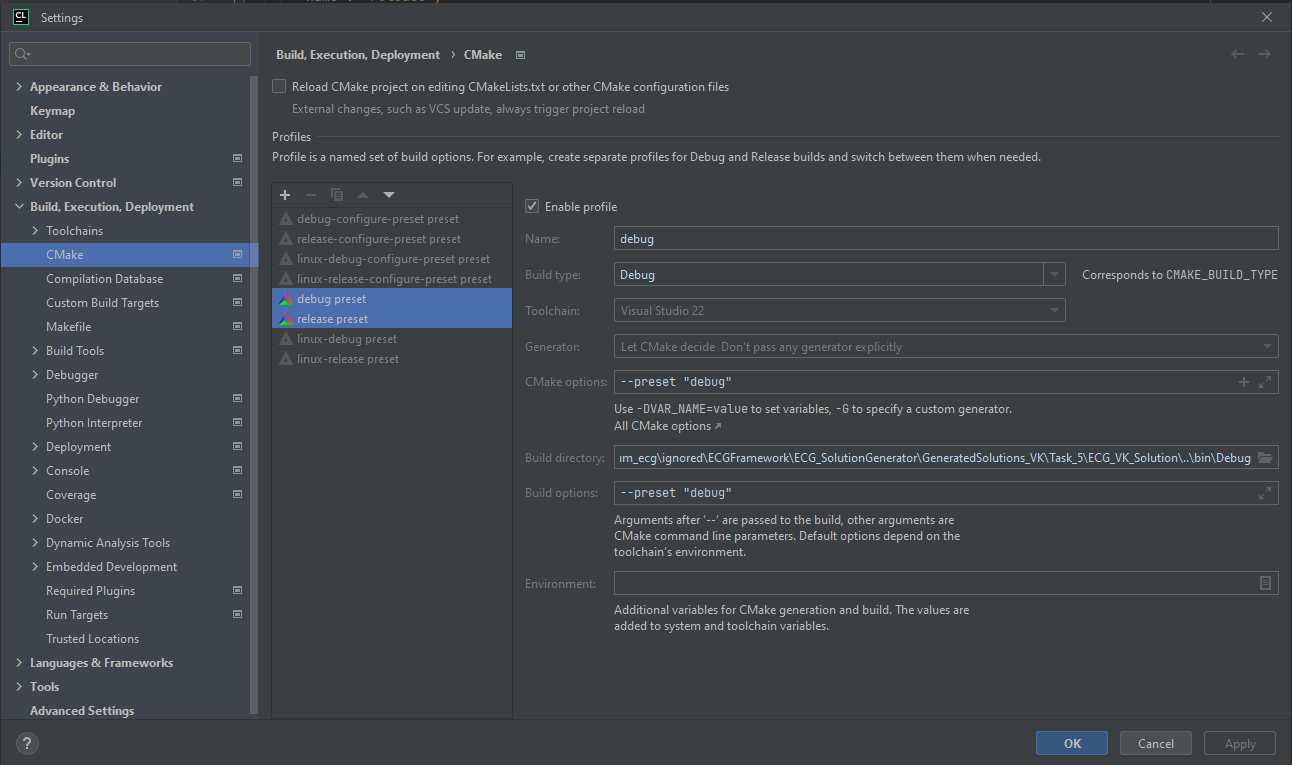 CL
Settings
Build, Execution, Deployment › CMake
Appearance & Behavior
Keymap
Editor
Plugins
Version Control
Build, Execution, Deployment
Toolchains
CMake
Compilation Database
Custom Build Targets
Makefile
Build Tools
Debugger
Python Debugger
Python Interpreter
Deployment
Console
Coverage
Docker
Dynamic Analysis Tools
Embedded Development
Required Plugins
Run Targets
Trusted Locations
Languages & Frameworks
Tools
Advanced Settings
Reload CMake project on editing CMakeLists.txt or other CMake configuration files
External changes, such as VCS update, always trigger project reload
Profiles
Profile is a named set of build options. For example, create separate profiles for Debug and Release builds and switch between them when needed.
debug-configure-preset preset
release-configure-preset preset
linux-debug-configure-preset preset
linux-release-configure-preset preset
debug preset
release preset
linux-debug preset
linux-release preset
Enable profile
Name: debug
Build type: Debug Corresponds to CMAKE_BUILD_TYPE
Toolchain: Visual Studio 22
Generator: Let CMake decide Don't pass any generator explicitly
CMake options: --preset "debug"
Use -DVAR_NAME=value to set variables, -G to specify a custom generator.
All CMake options ↗
Build directory: ım_ecg\ignored\ECGFramework\ECG_SolutionGenerator\GeneratedSolutions_VK\Task_5\ECG_VK_Solution\..\bin\Debug
Build options: --preset "debug"
Arguments after '--' are passed to the build, other arguments are
CMake command line parameters. Default options depend on the
toolchain's environment.
Environment:
Additional variables for CMake generation and build. The values are
added to system and toolchain variables.
?
OK
Cancel
Apply